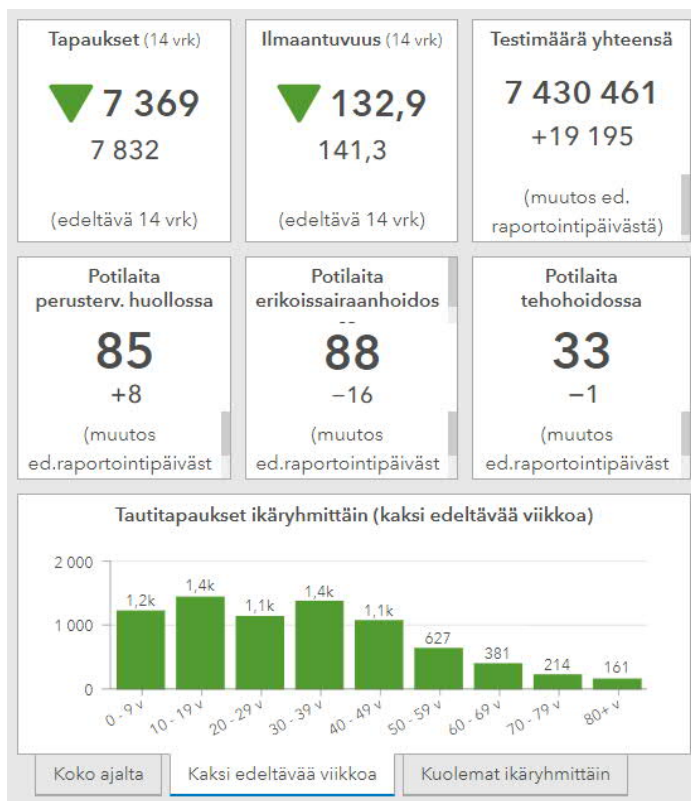 Tapaukset (14 vrk)
7 369
7 832
(edeltävä 14 vrk)
Ilmaantuvuus (14 vrk)
132,9
141,3
(edeltävä 14 vrk)
Testimäärä yhteensä
7 430 461
+19 195
(muutos ed.
raportointipäivästä)
Potilaita
perusterv. huollossa
85
+8
(muutos
ed.raportointipäiväst
Potilaita
erikoissairaanhoidos
88
−16
(muutos
ed.raportointipäiväst
Potilaita
tehohoidossa
33
−1
(muutos
ed.raportointipäiväst
Tautitapaukset ikäryhmittäin (kaksi edeltävää viikkoa)
2 000
1 000
0
1,2k
1,4k
1,1k
1,4k
1,1k
627
381
214
161
0 - 9 v
10 - 19 v
20 - 29 v
30 - 39 v
40 - 49 v
50 - 59 v
60 - 69 v
70 - 79 v
80+ v
Koko ajalta
Kaksi edeltävää viikkoa
Kuolemat ikäryhmittäin